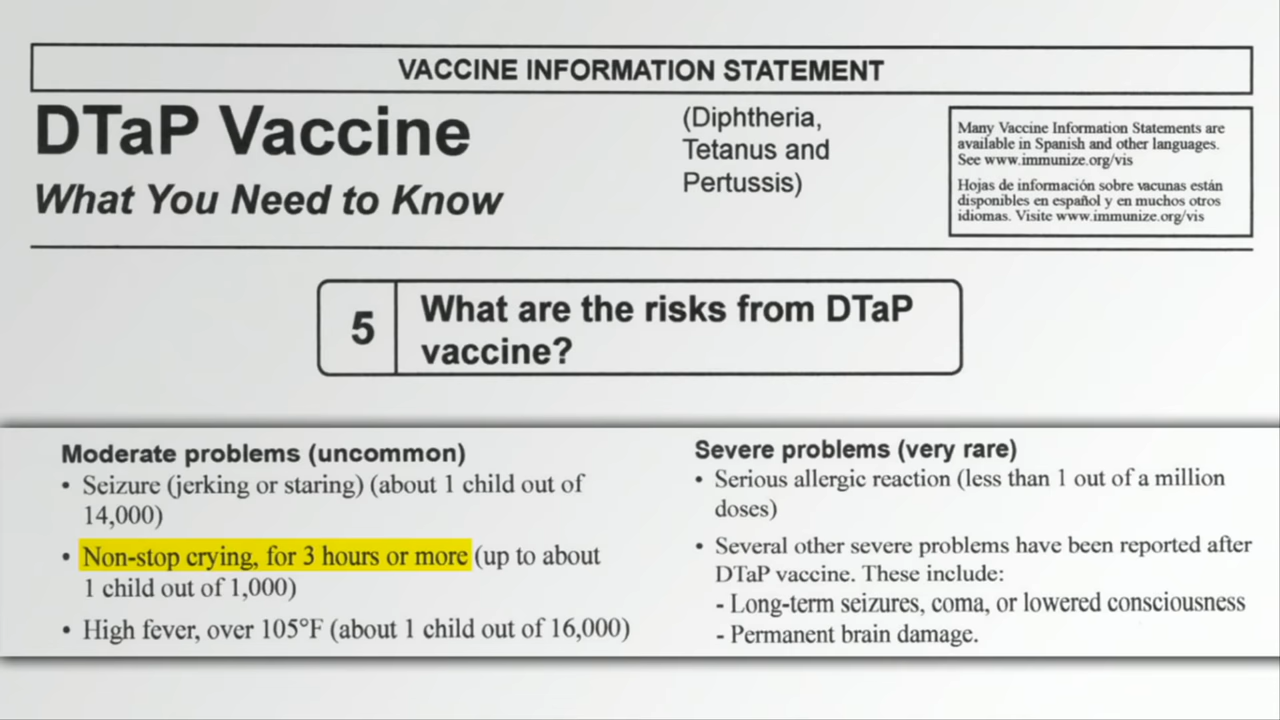 VACCINE INFORMATION STATEMENT
DTaP Vaccine
What You Need to Know
(Diphtheria,
Tetanus and
Pertussis)
Many Vaccine Information Statements are
available in Spanish and other languages.
See www.immunize.org/vis
Hojas de información sobre vacunas están
disponibles en español y en muchos otros
idiomas. Visite www.immunize.org/vis
5
What are the risks from DTaP
vaccine?
Moderate problems (uncommon)
• Seizure (jerking or staring) (about 1 child out of
14,000)
• Non-stop crying, for 3 hours or more (up to about
1 child out of 1,000)
• High fever, over 105°F (about 1 child out of 16,000)
Severe problems (very rare)
• Serious allergic reaction (less than 1 out of a million
doses)
• Several other severe problems have been reported after
DTaP vaccine. These include:
- Long-term seizures, coma, or lowered consciousness
- Permanent brain damage.